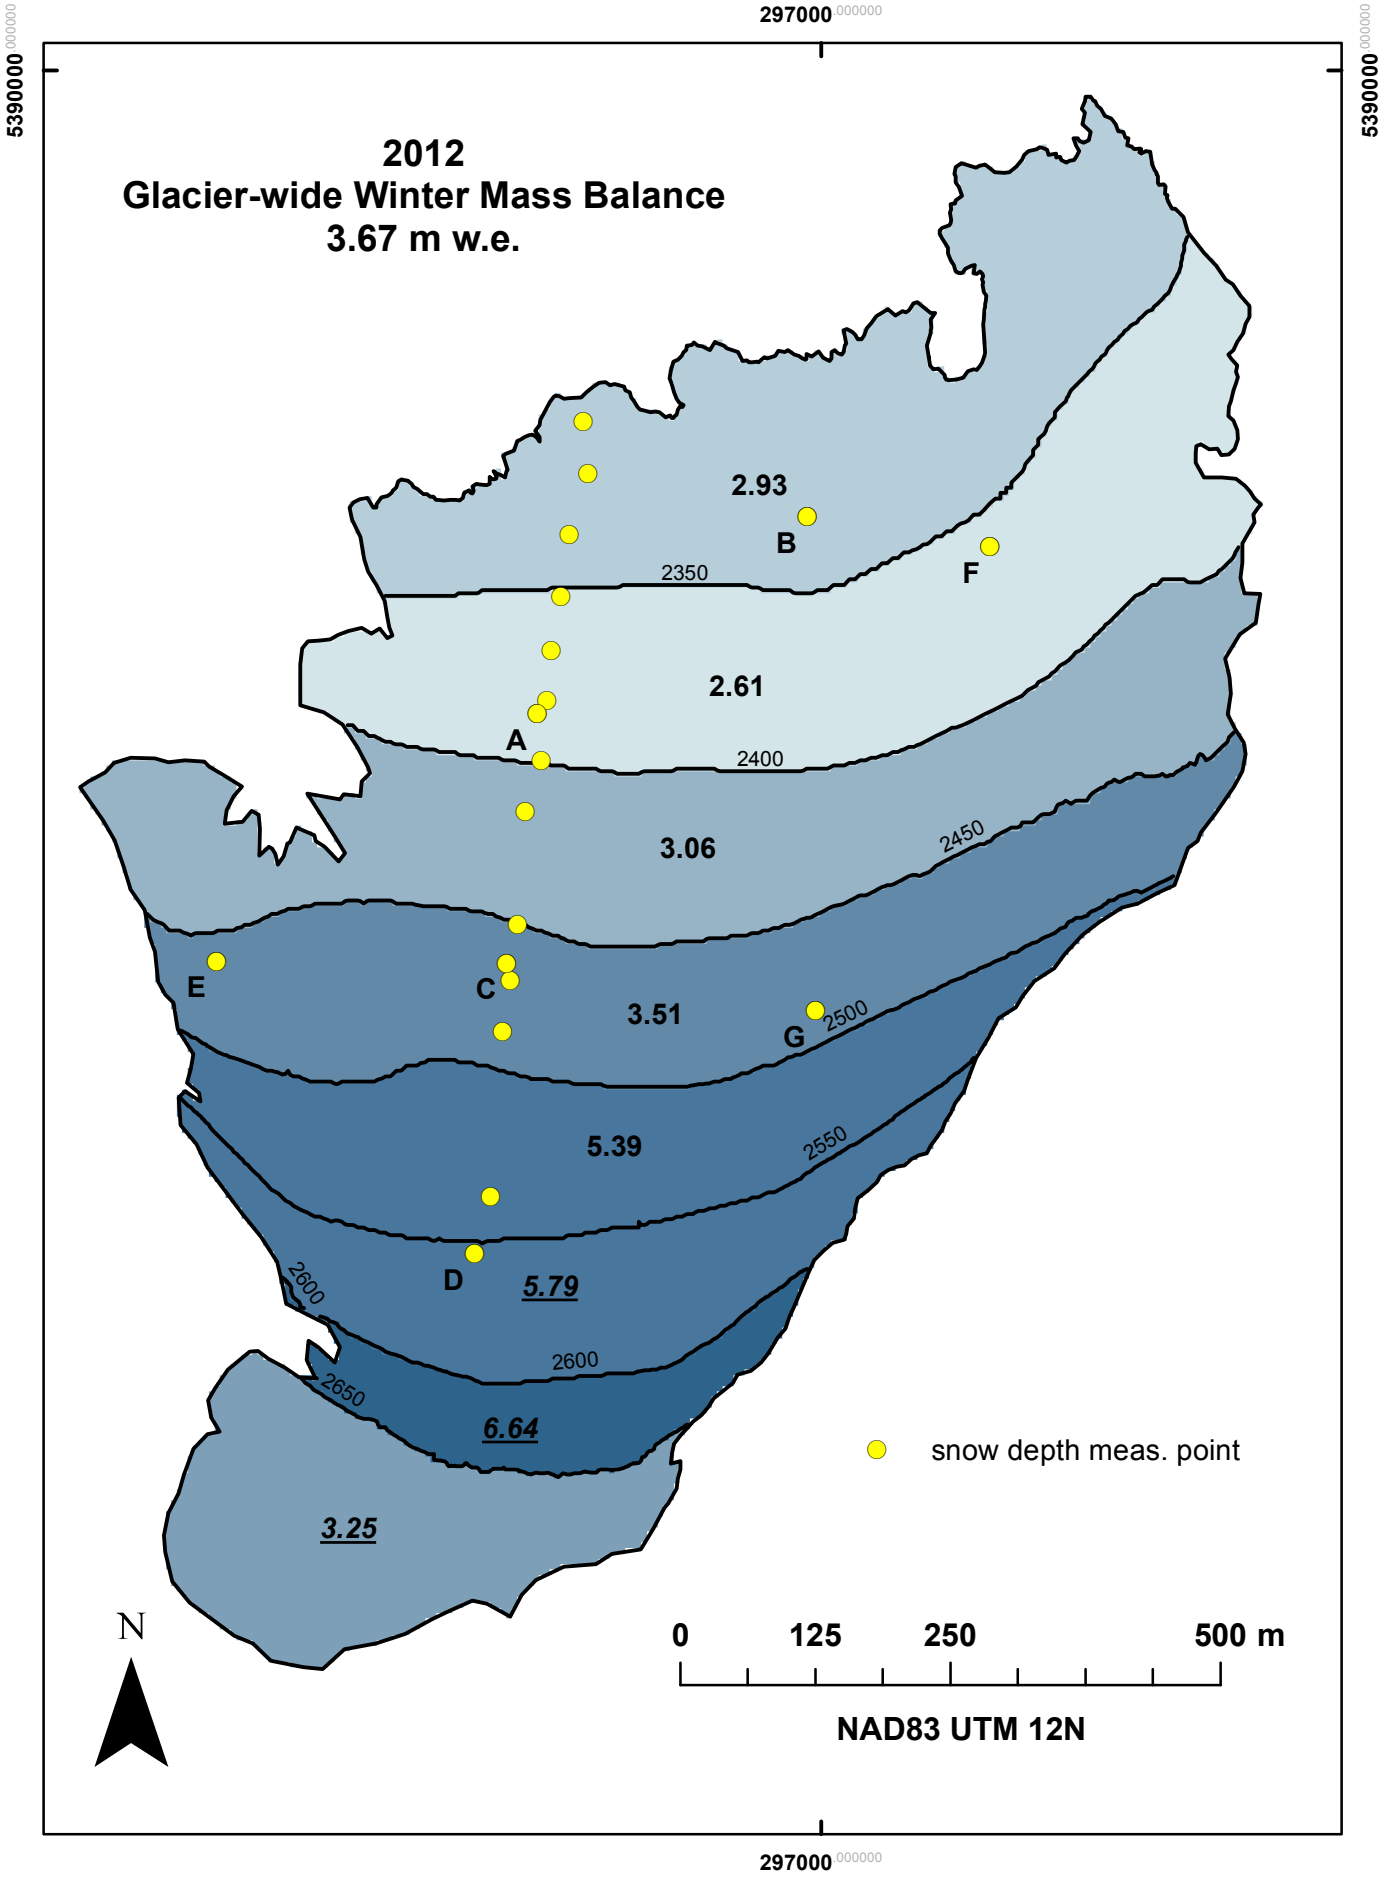 297000.000000
5390000.000000
5390000.000000
2012
Glacier-wide Winter Mass Balance
3.67 m w.e.
2.93
B
F
2350
2.61
A
2400
3.06
2450
E
C
3.51
G
2500
5.39
2550
D
5.79
2600
2600
2650
6.64
snow depth meas. point
3.25
N
0 125 250 500 m
NAD83 UTM 12N
297000.000000